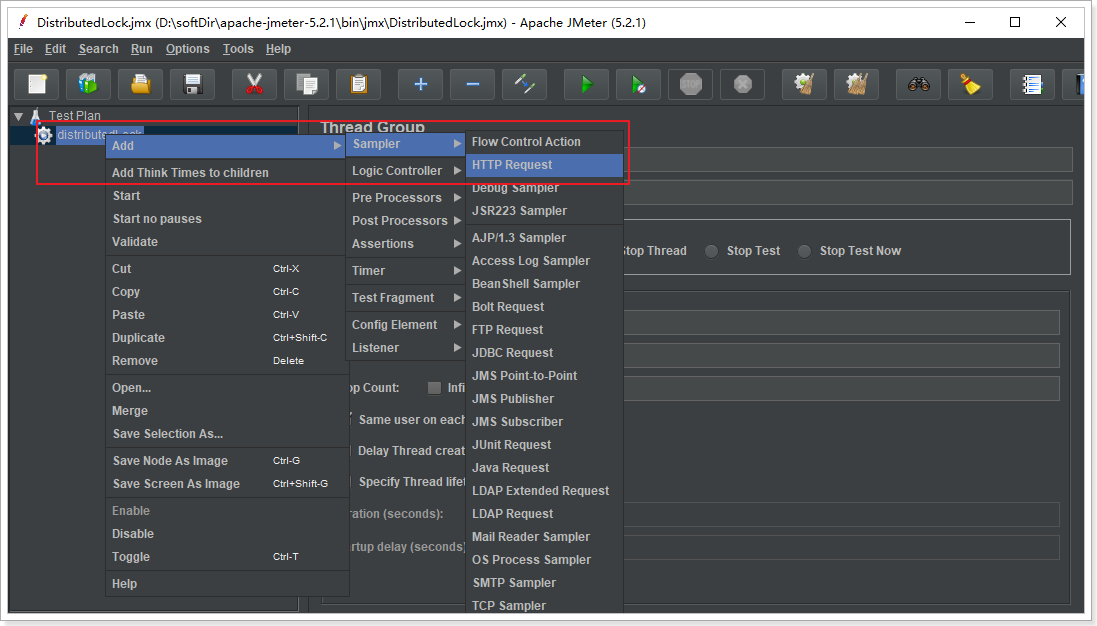 DistributedLock.jmx (D:\softDir\apache-jmeter-5.2.1\bin\jmx\DistributedLock.jmx) - Apache JMeter (5.2.1)
File Edit Search Run Options Tools Help
STOP
Test Plan
distributedLock
Thread Group
Add
Add Think Times to children
Start
Start no pauses
Validate
Cut Ctrl-X
Copy Ctrl-C
Paste Ctrl-V
Duplicate Ctrl+Shift-C
Remove Delete
Open...
Merge
Save Selection As...
Save Node As Image Ctrl-G
Save Screen As Image Ctrl+Shift-G
Enable
Disable
Toggle Ctrl-T
Help
Sampler
Logic Controller
Pre Processors
Post Processors
Assertions
Timer
Test Fragment
Config Element
Listener
Flow Control Action
HTTP Request
Debug Sampler
JSR223 Sampler
AJP/1.3 Sampler
Access Log Sampler
BeanShell Sampler
Bolt Request
FTP Request
JDBC Request
JMS Point-to-Point
JMS Publisher
JMS Subscriber
JUnit Request
Java Request
LDAP Extended Request
LDAP Request
Mail Reader Sampler
OS Process Sampler
SMTP Sampler
TCP Sampler
Stop Thread Stop Test Stop Test Now
op Count: Infi
Same user on each
Delay Thread creat
Specify Thread lifet
ration (seconds):
rtup delay (seconds)